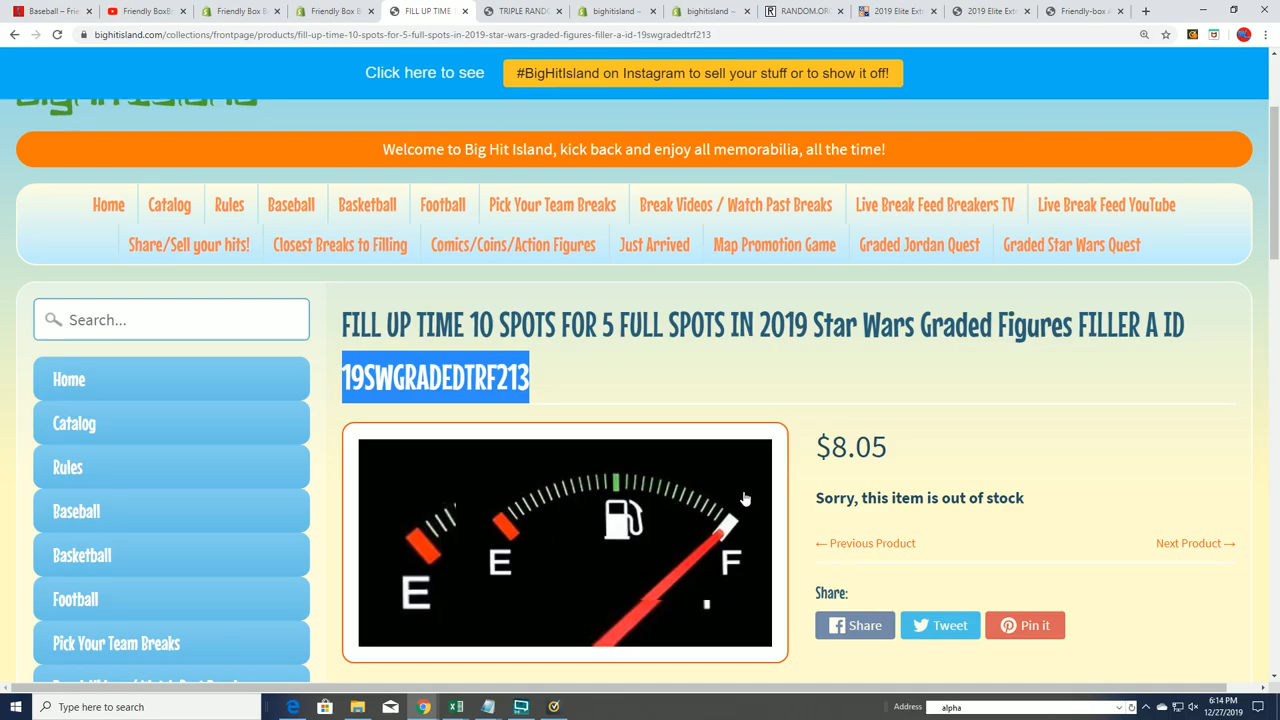 Baseball – Fri
Friendly BoxB
Friendly Box B
Friendly Box B
FILL UP TIME
TRIPLE RANDO
bighitisland –
bighitisland –
RANDOM.OR
2019 Elite Ext
2019 Elite Ext
Friendly-box A
bighitisland.com/collections/frontpage/products/fill-up-time-10-spots-for-5-full-spots-in-2019-star-wars-graded-figures-filler-a-id-19swgradedtrf213
Click here to see #BigHitIsland on Instagram to sell your stuff or to show it off!
Big Hit Island
Welcome to Big Hit Island, kick back and enjoy all memorabilia, all the time!
Home Catalog Rules Baseball Basketball Football Pick Your Team Breaks Break Videos / Watch Past Breaks Live Break Feed Breakers TV Live Break Feed YouTube
Share/Sell your hits! Closest Breaks to Filling Comics/Coins/Action Figures Just Arrived Map Promotion Game Graded Jordan Quest Graded Star Wars Quest
Search...
Home
Catalog
Rules
Baseball
Basketball
Football
Pick Your Team Breaks
FILL UP TIME 10 SPOTS FOR 5 FULL SPOTS IN 2019 Star Wars Graded Figures FILLER A ID
19SWGRADEDTRF213
E
E
F
$8.05
Sorry, this item is out of stock
← Previous Product
Next Product →
Share:
Share
Tweet
Pin it
Type here to search
Address
alpha
6:14 PM
12/27/2019